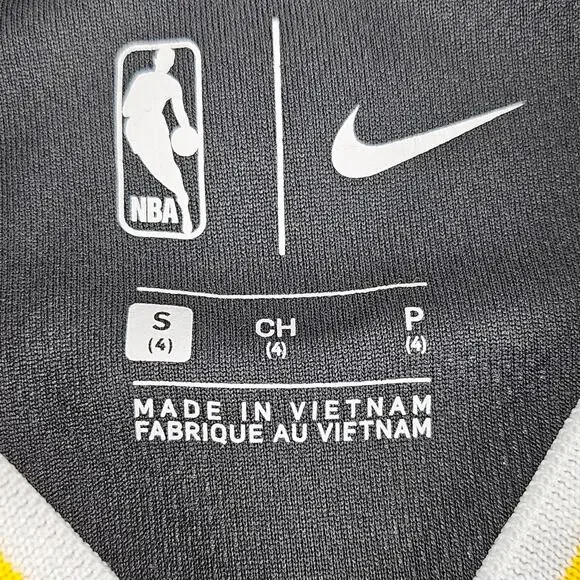 NBA
S CH P
(4) (4) (4)
MADE IN VIETNAM
FABRIQUE AU VIETNAM